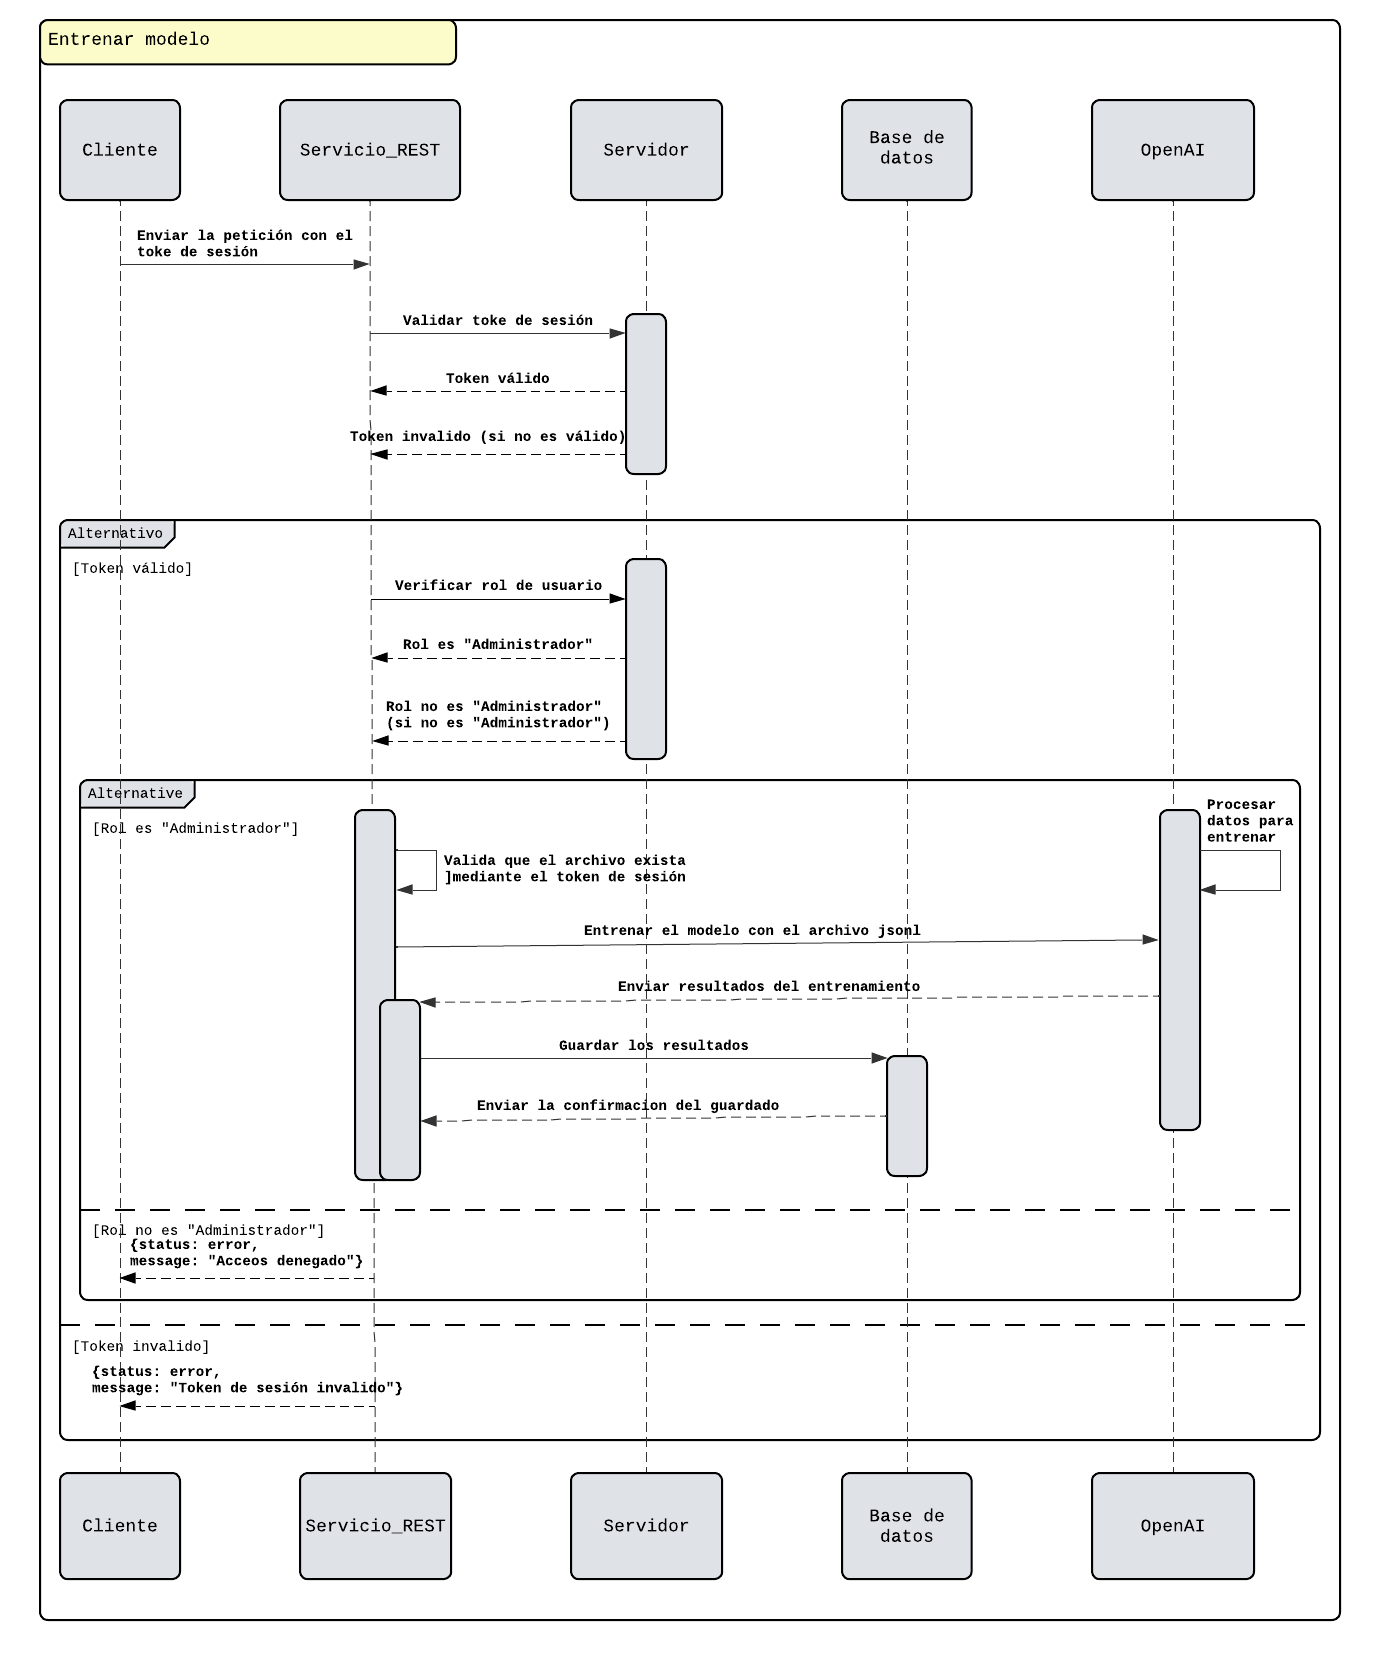 Entrenar modelo
Cliente
Servicio_REST
Servidor
Base de
datos
OpenAI
Enviar la petición con el
toke de sesión
Validar toke de sesión
Token válido
Token invalido (si no es válido)
Alternativo
[Token válido]
Verificar rol de usuario
Rol es "Administrador"
Rol no es "Administrador"
(si no es "Administrador")
Alternative
[Rol es "Administrador"]
Procesar
datos para
entrenar
Valida que el archivo exista
]mediante el token de sesión
Entrenar el modelo con el archivo jsonl
Enviar resultados del entrenamiento
Guardar los resultados
Enviar la confirmacion del guardado
[Rol no es "Administrador"]
{status: error,
message: "Acceos denegado"}
[Token invalido]
{status: error,
message: "Token de sesión invalido"}
Cliente
Servicio_REST
Servidor
Base de
datos
OpenAI